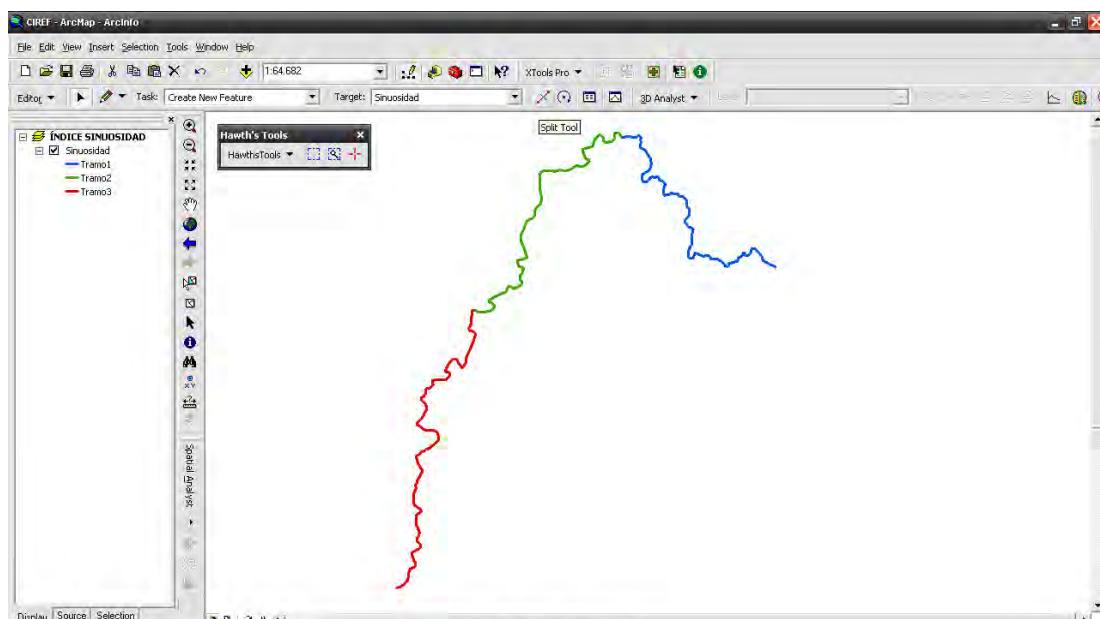 CIREF - ArcMap - ArcInfo
File Edit View Insert Selection Tools Window Help
1:64.682
XTools Pro
Editor Task: Create New Feature Target: Sinuosidad 3D Analyst
Split Tool
Hawth's Tools
HawthsTools
ÍNDICE SINUOSIDAD
Sinuosidad
Tramo1
Tramo2
Tramo3
Spatial Analyst
Display Source Selection